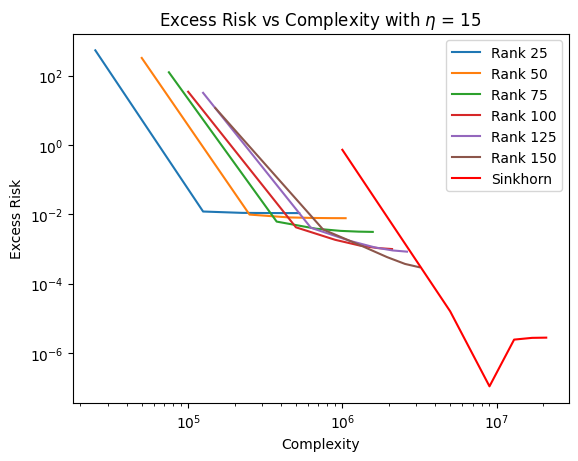 Excess Risk vs Complexity with η = 15
Excess Risk
10²
10⁰
10⁻²
10⁻⁴
10⁻⁶
Rank 25
Rank 50
Rank 75
Rank 100
Rank 125
Rank 150
Sinkhorn
10⁵
10⁶
10⁷
Complexity